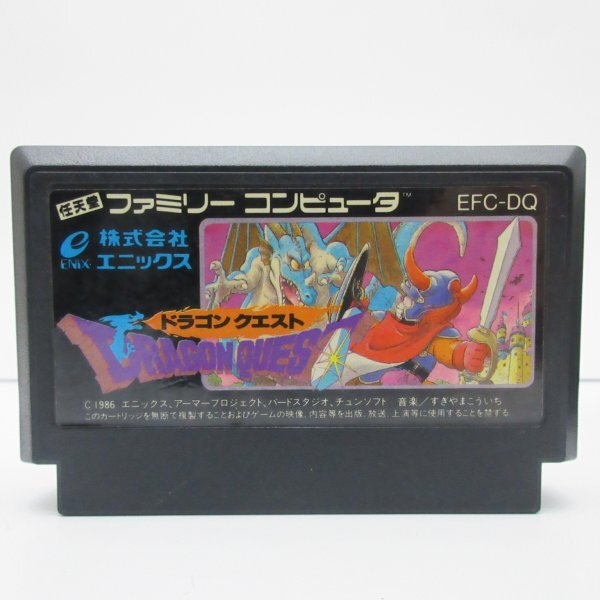 任天堂 ファミリー コンピュータ™ EFC-DQ
e ENIX. 株式会社
エニックス
ドラゴンクエスト
DRAGON QUEST
C 1986 エニックス、アーマープロジェクト、バードスタジオ、チュンソフト 音楽/すぎやまこういち
このカートリッジを無断で複製することおよびゲームの映像、内容等を出版、放送、上演等に使用することを禁ずる